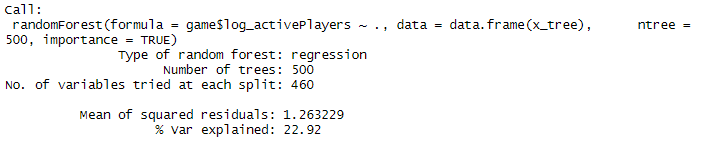 Call:
randomForest(formula = game$log_activePlayers ~ ., data = data.frame(x_tree), ntree =
500, importance = TRUE)
Type of random forest: regression
Number of trees: 500
No. of variables tried at each split: 460
Mean of squared residuals: 1.263229
% Var explained: 22.92